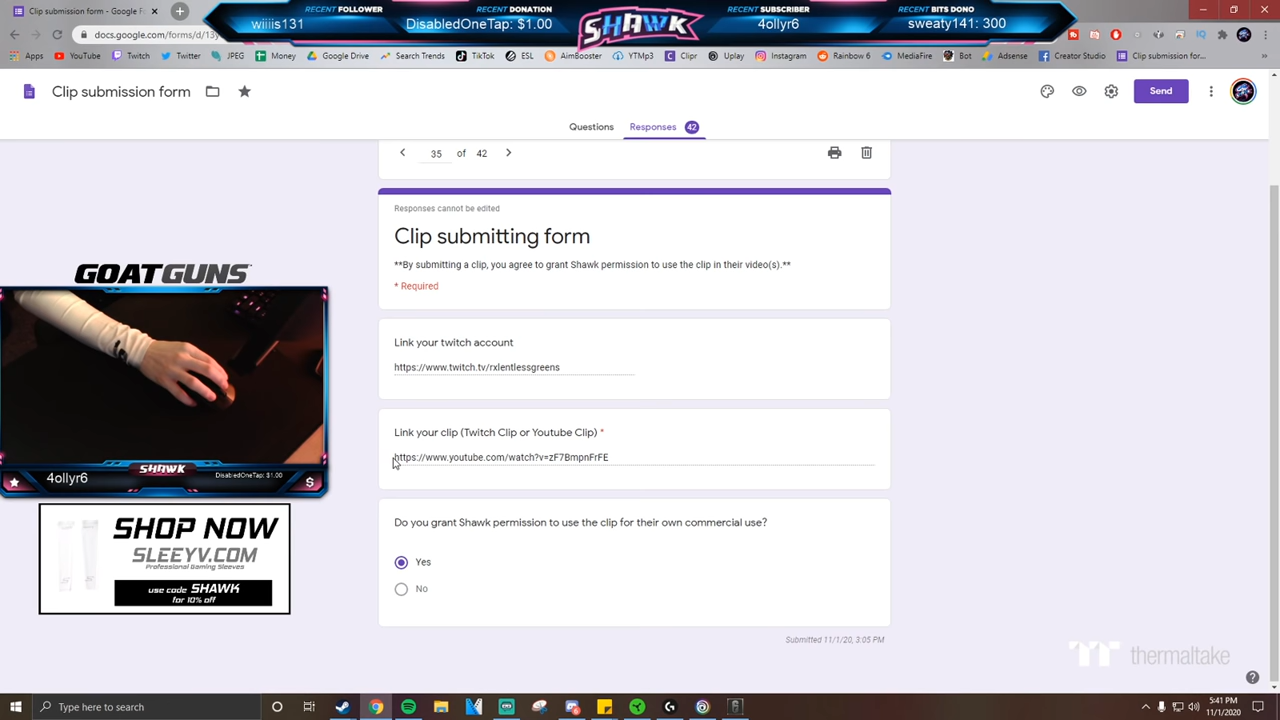 Clip submission form - Google F
RECENT FOLLOWER
wiiis131
RECENT DONATION
DisabledOneTap: $1.00
SHAWK
RECENT SUBSCRIBER
4ollyr6
RECENT BITS DONO
sweaty141: 300
docs.google.com/forms/d/13y
Apps
YouTube
Twitch
Twitter
JPEG
Money
Google Drive
Search Trends
TikTok
ESL
AimBooster
YTMp3
Clipr
Uplay
Instagram
Rainbow 6
MediaFire
Bot
Adsense
Creator Studio
Clip submission for...
Clip submission form
Send
Questions
Responses 42
35 of 42
Responses cannot be edited
Clip submitting form
**By submitting a clip, you agree to grant Shawk permission to use the clip in their video(s).**
* Required
Link your twitch account
https://www.twitch.tv/rxlentlessgreens
Link your clip (Twitch Clip or Youtube Clip) *
https://www.youtube.com/watch?v=zF7BmpnFrFE
Do you grant Shawk permission to use the clip for their own commercial use?
Yes
No
Submitted 11/1/20, 3:05 PM
GOATGUNS
4ollyr6
SHAWK
DisabledOneTap: $1.00
$
SHOP NOW
SLEEYV.COM
Professional Gaming Sleeves
use code SHAWK
for 10% off
thermaltake
Type here to search
5:41 PM
11/1/2020